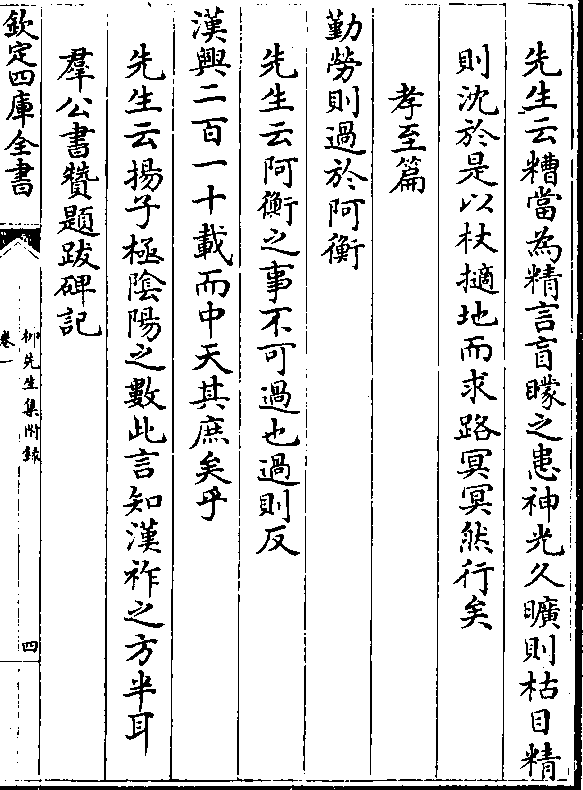 先生云糟當為精言盲矇之患神光久曠則枯目精
則沈於是以杖擿地而求路冥冥然行矣
孝至篇
勤勞則過於阿衡
先生云阿衡之事不可過也過則反
漢興二百一十載而中天其庶矣乎
先生云揚子極陰陽之數此言知漢祚之方半耳
羣公書贊題跋碑記
欽定四庫全書
柳先生集附錄
卷一
四